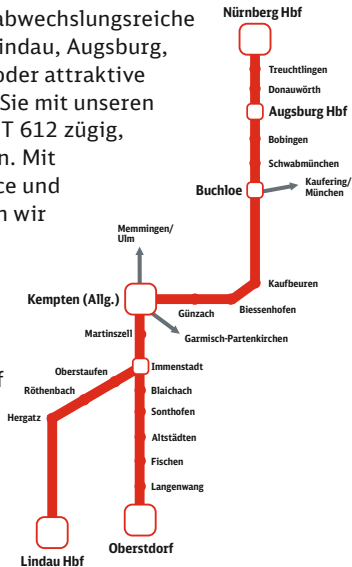 abwechslungsreiche
indau, Augsburg,
oder attraktive
Sie mit unseren
T 612 zügig,
n. Mit
ce und
n wir
f
Nürnberg Hbf
Treuchtlingen
Donauwörth
Augsburg Hbf
Bobingen
Schwabmünchen
Buchloe
Kaufering/
München
Memmingen/
Ulm
Kaufbeuren
Kempten (Allg.)
Günzach
Biessenhofen
Martinszell
Garmisch-Partenkirchen
Oberstaufen
Immenstadt
Röthenbach
Blaichach
Hergatz
Sonthofen
Altstädten
Fischen
Langenwang
Lindau Hbf
Oberstdorf